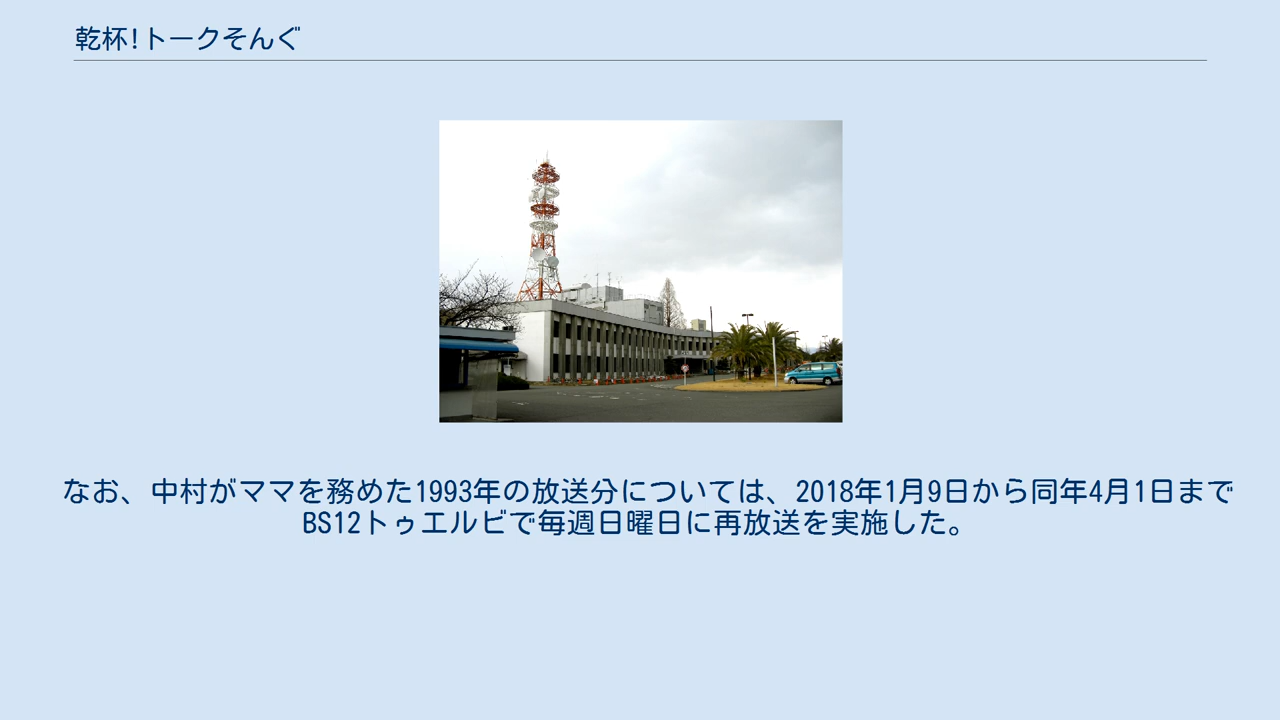 乾杯!トークそんぐ
なお、中村がママを務めた1993年の放送分については、2018年1月9日から同年4月1日まで
BS12トゥエルビで毎週日曜日に再放送を実施した。